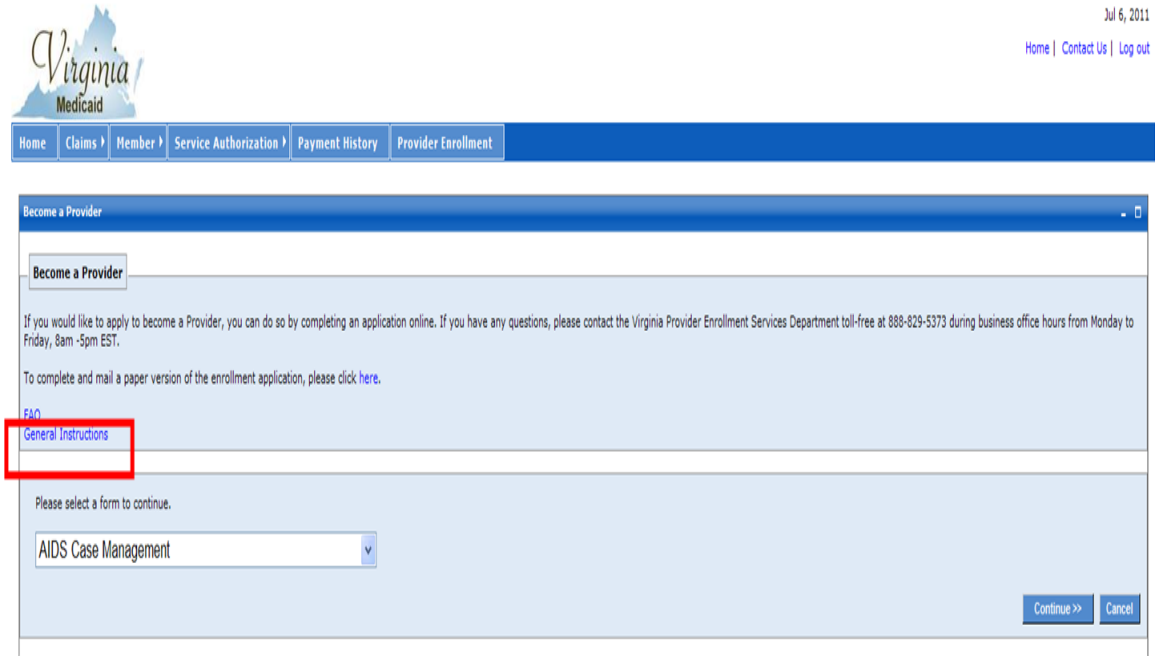 Jul 6, 2011
Home | Contact Us | Log out
Virginia
Medicaid
Home Claims Member Service Authorization Payment History Provider Enrollment
Become a Provider
Become a Provider
If you would like to apply to become a Provider, you can do so by completing an application online. If you have any questions, please contact the Virginia Provider Enrollment Services Department toll-free at 888-829-5373 during business office hours from Monday to
Friday, 8am -5pm EST.
To complete and mail a paper version of the enrollment application, please click here.
FAQ
General Instructions
Please select a form to continue.
AIDS Case Management
Continue >> Cancel